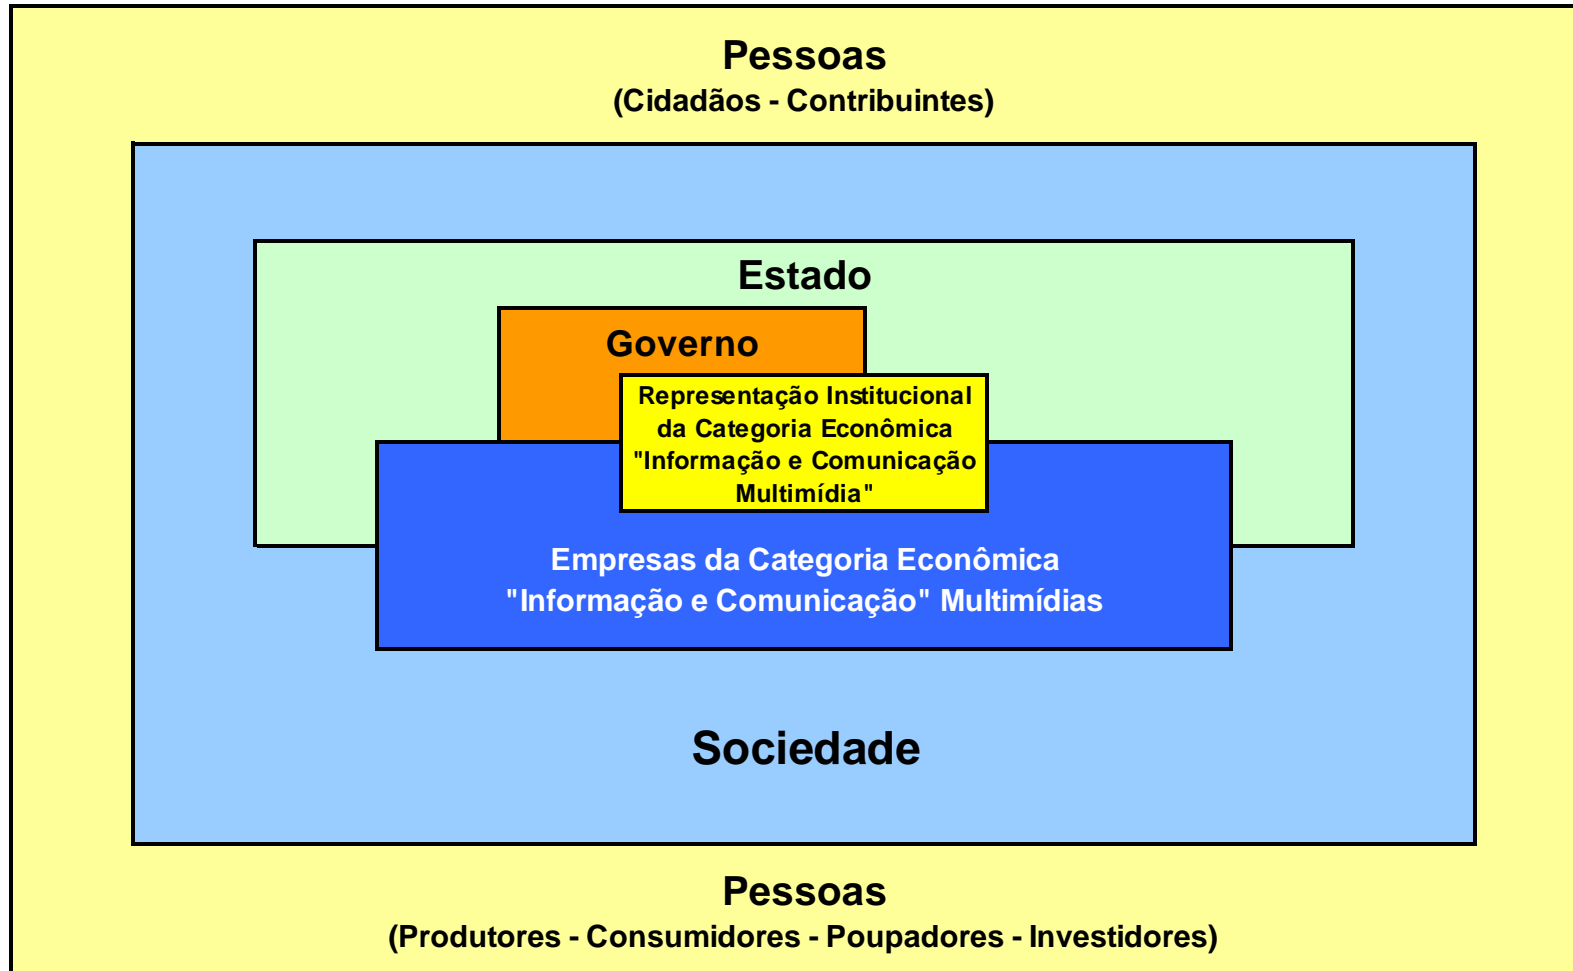 Pessoas
(Cidadãos - Contribuintes)
Estado
Governo
Representação Institucional
da Categoria Econômica
"Informação e Comunicação
Multimídia"
Empresas da Categoria Econômica
"Informação e Comunicação" Multimídias
Sociedade
Pessoas
(Produtores - Consumidores - Poupadores - Investidores)